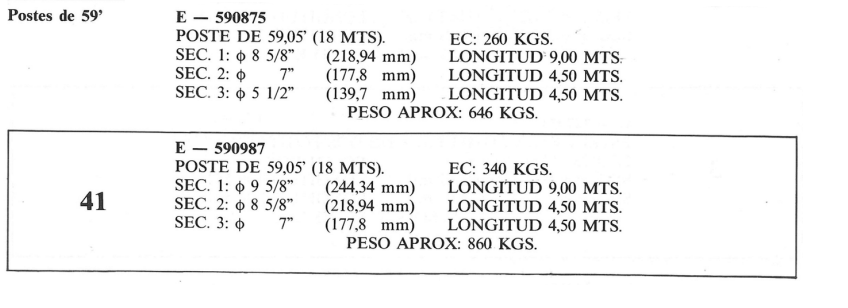 Postes de 59’ E — 590875
POSTE DE 59,05’ (18 MTS). EC: 260 KGS.
SEC. 1: ϕ 8 5/8” (218,94 mm) LONGITUD 9,00 MTS.
SEC. 2: ϕ 7” (177,8 mm) LONGITUD 4,50 MTS.
SEC. 3: ϕ 5 1/2” (139,7 mm) LONGITUD 4,50 MTS.
PESO APROX: 646 KGS.
E — 590987
POSTE DE 59,05’ (18 MTS). EC: 340 KGS.
SEC. 1: ϕ 9 5/8” (244,34 mm) LONGITUD 9,00 MTS.
41 SEC. 2: ϕ 8 5/8” (218,94 mm) LONGITUD 4,50 MTS.
SEC. 3: ϕ 7” (177,8 mm) LONGITUD 4,50 MTS.
PESO APROX: 860 KGS.